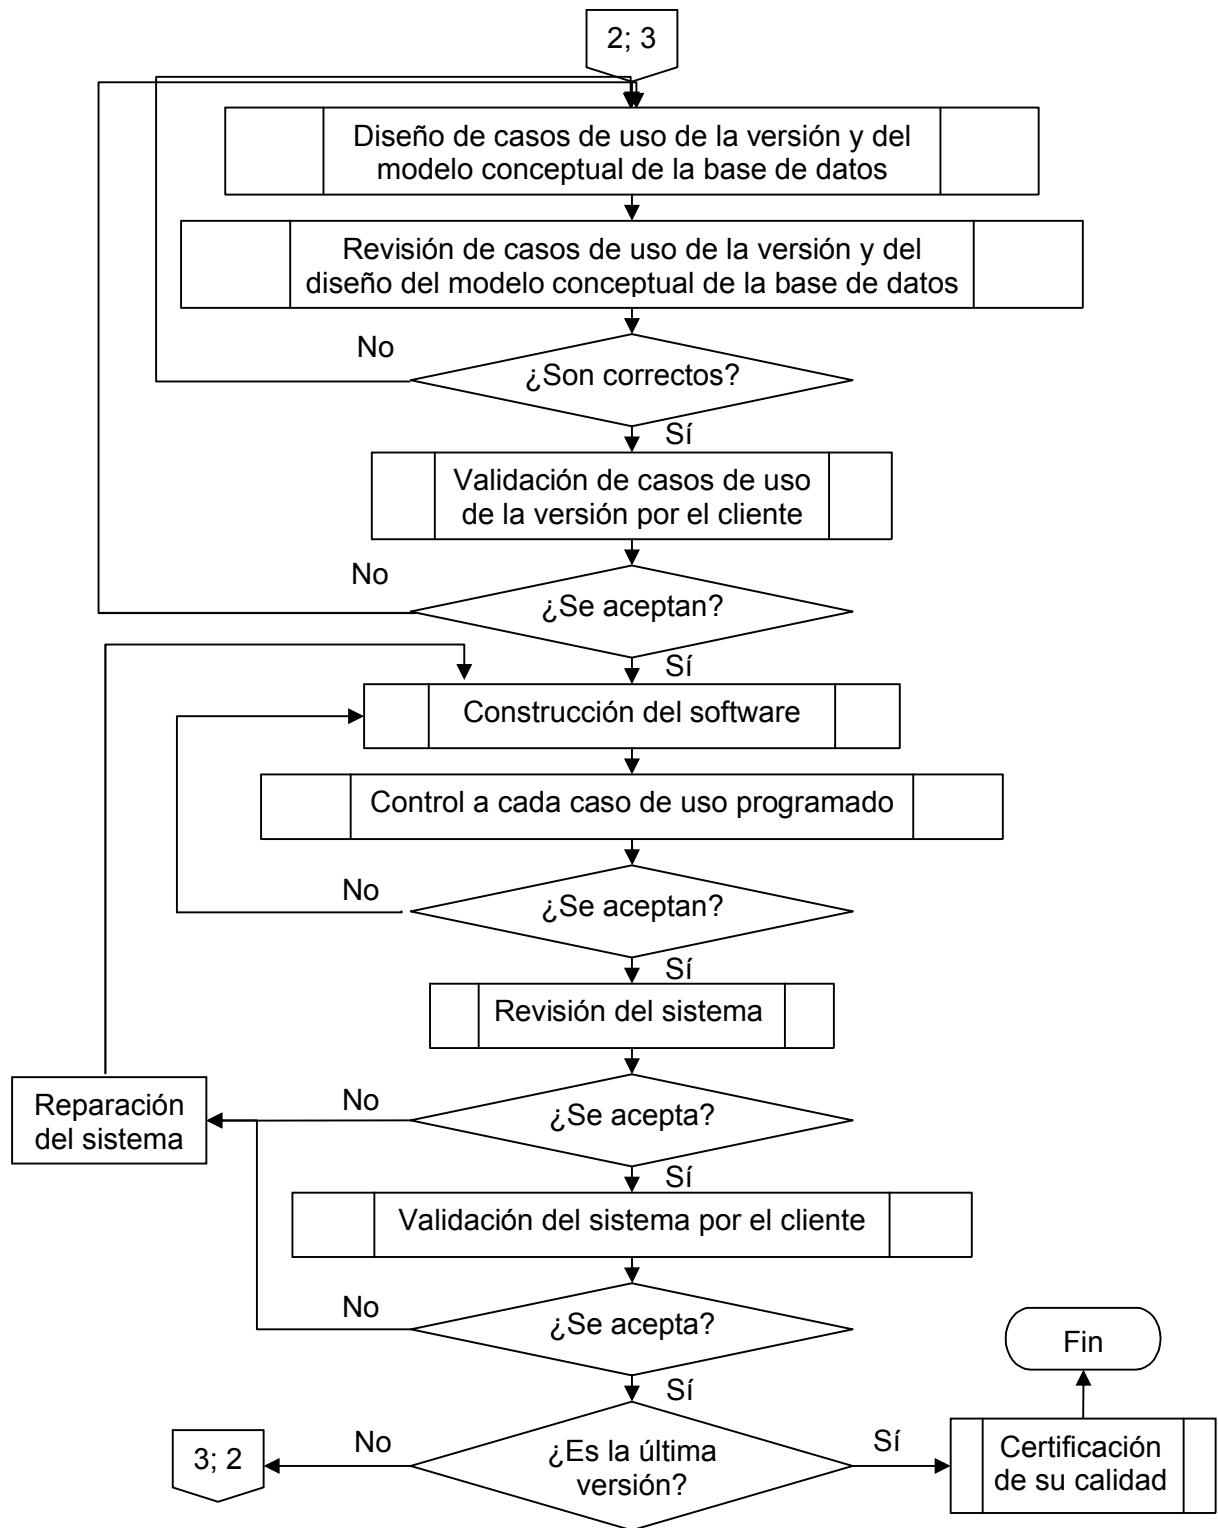 2; 3
Diseño de casos de uso de la versión y del
modelo conceptual de la base de datos
Revisión de casos de uso de la versión y del
diseño del modelo conceptual de la base de datos
No
¿Son correctos?
Sí
Validación de casos de uso
de la versión por el cliente
No
¿Se aceptan?
Sí
Construcción del software
Control a cada caso de uso programado
No
¿Se aceptan?
Sí
Revisión del sistema
Reparación
del sistema
No
¿Se acepta?
Sí
Validación del sistema por el cliente
No
¿Se acepta?
Fin
Sí
3; 2
No
¿Es la última
versión?
Sí
Certificación
de su calidad